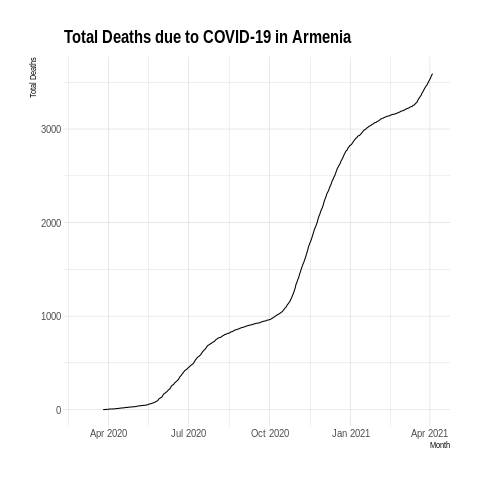 Total Deaths due to COVID-19 in Armenia
Total Deaths
3000
2000
1000
0
Apr 2020 Jul 2020 Oct 2020 Jan 2021 Apr 2021
Month